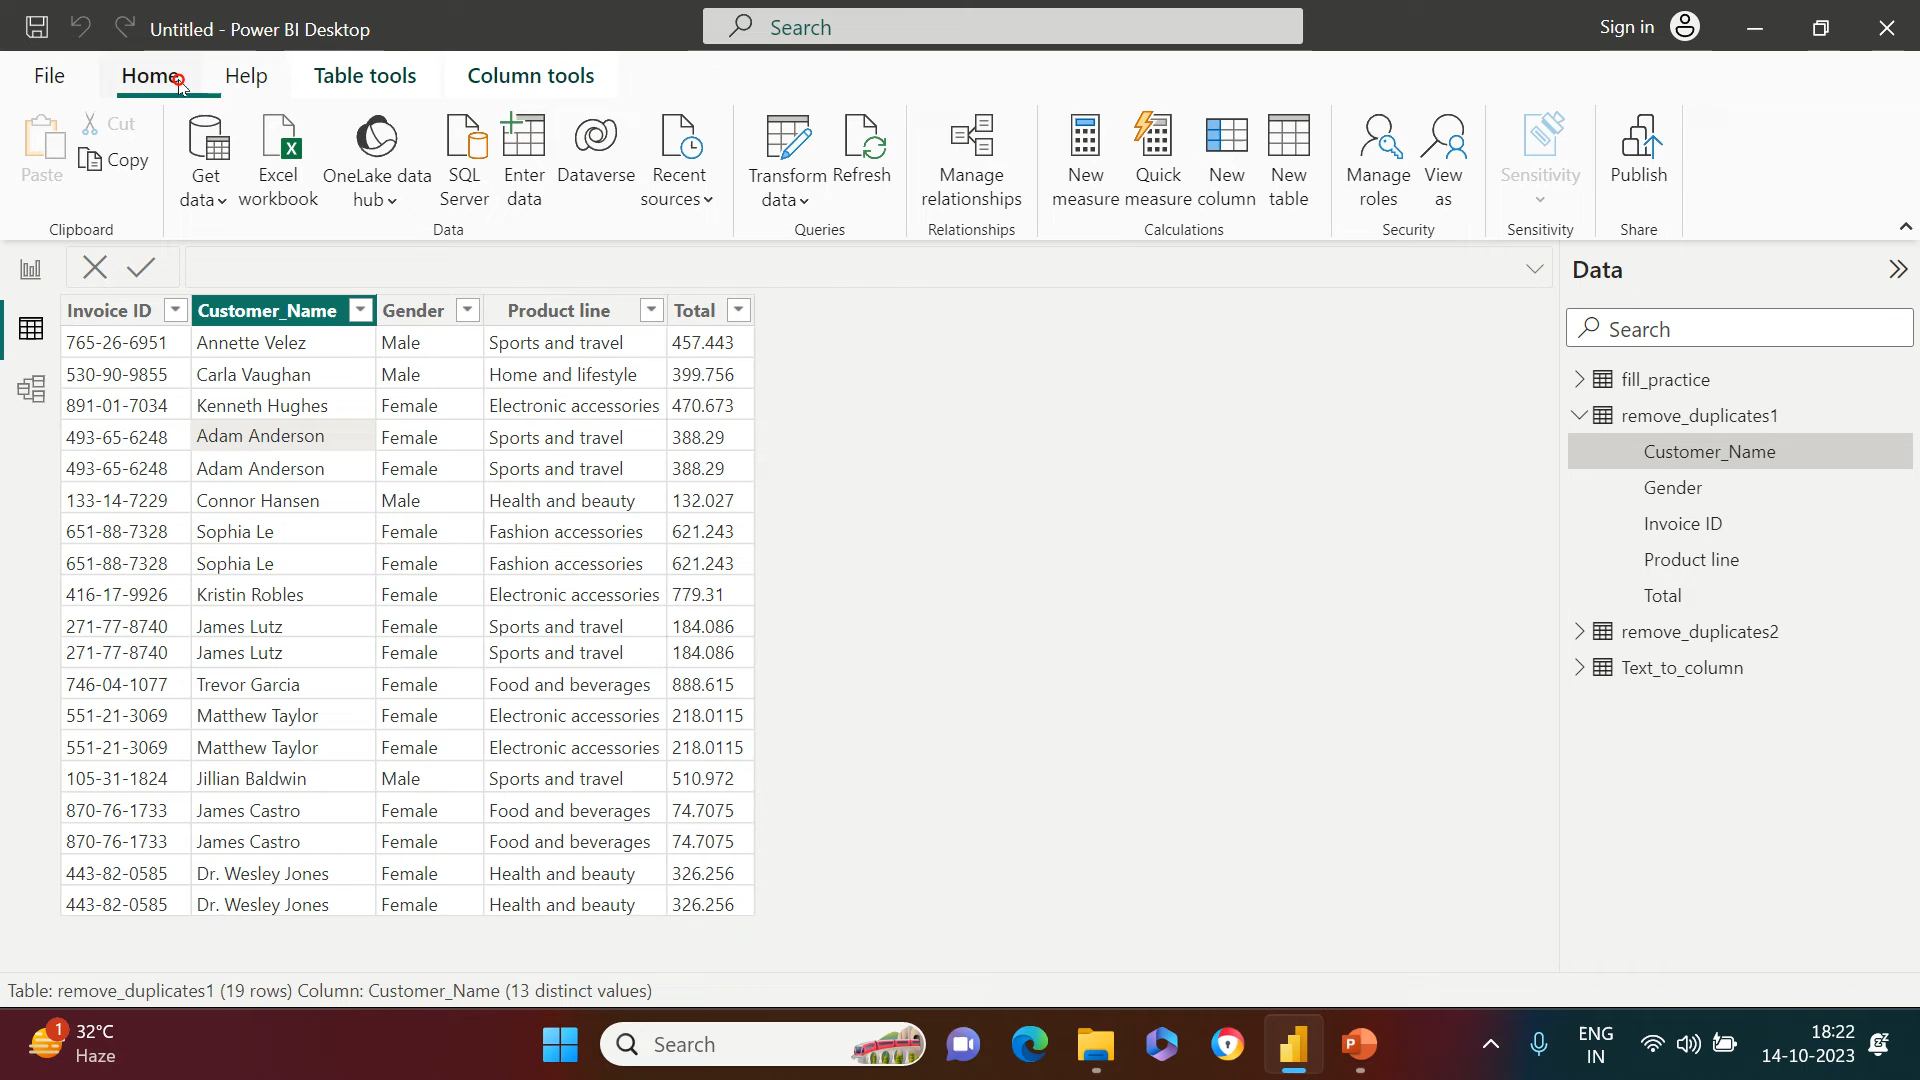 Untitled - Power BI Desktop
Search
Sign in
File
Home
Help
Table tools
Column tools
Paste
Cut
Copy
Clipboard
Get data
Excel workbook
OneLake data hub
SQL Server
Enter data
Dataverse
Recent sources
Data
Transform data
Refresh
Queries
Manage relationships
Relationships
New measure
Quick measure
New column
New table
Calculations
Manage roles
View as
Security
Sensitivity
Sensitivity
Publish
Share
Invoice ID Customer_Name Gender Product line Total
765-26-6951 Annette Velez Male Sports and travel 457.443
530-90-9855 Carla Vaughan Male Home and lifestyle 399.756
891-01-7034 Kenneth Hughes Female Electronic accessories 470.673
493-65-6248 Adam Anderson Female Sports and travel 388.29
493-65-6248 Adam Anderson Female Sports and travel 388.29
133-14-7229 Connor Hansen Male Health and beauty 132.027
651-88-7328 Sophia Le Female Fashion accessories 621.243
651-88-7328 Sophia Le Female Fashion accessories 621.243
416-17-9926 Kristin Robles Female Electronic accessories 779.31
271-77-8740 James Lutz Female Sports and travel 184.086
271-77-8740 James Lutz Female Sports and travel 184.086
746-04-1077 Trevor Garcia Female Food and beverages 888.615
551-21-3069 Matthew Taylor Female Electronic accessories 218.0115
551-21-3069 Matthew Taylor Female Electronic accessories 218.0115
105-31-1824 Jillian Baldwin Male Sports and travel 510.972
870-76-1733 James Castro Female Food and beverages 74.7075
870-76-1733 James Castro Female Food and beverages 74.7075
443-82-0585 Dr. Wesley Jones Female Health and beauty 326.256
443-82-0585 Dr. Wesley Jones Female Health and beauty 326.256
Data
Search
fill_practice
remove_duplicates1
Customer_Name
Gender
Invoice ID
Product line
Total
remove_duplicates2
Text_to_column
Table: remove_duplicates1 (19 rows) Column: Customer_Name (13 distinct values)
1
32°C
Haze
Search
ENG
IN
18:22
14-10-2023